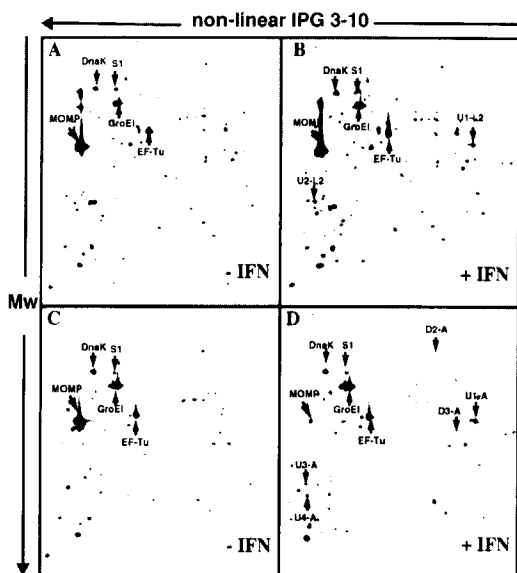 non-linear IPG 3-10
Mw
A
DnaK S1
MOMP
GroEl
EF-Tu
- IFN
B
DnaK S1
MOMP
GroEl
EF-Tu
U1-L2
U2-L2
+ IFN
C
DnaK S1
MOMP
GroEl
EF-Tu
- IFN
D
D2-A
DnaK S1
MOMP
GroEl
EF-Tu
D3-A
U1-A
U3-A
U4-A
+ IFN